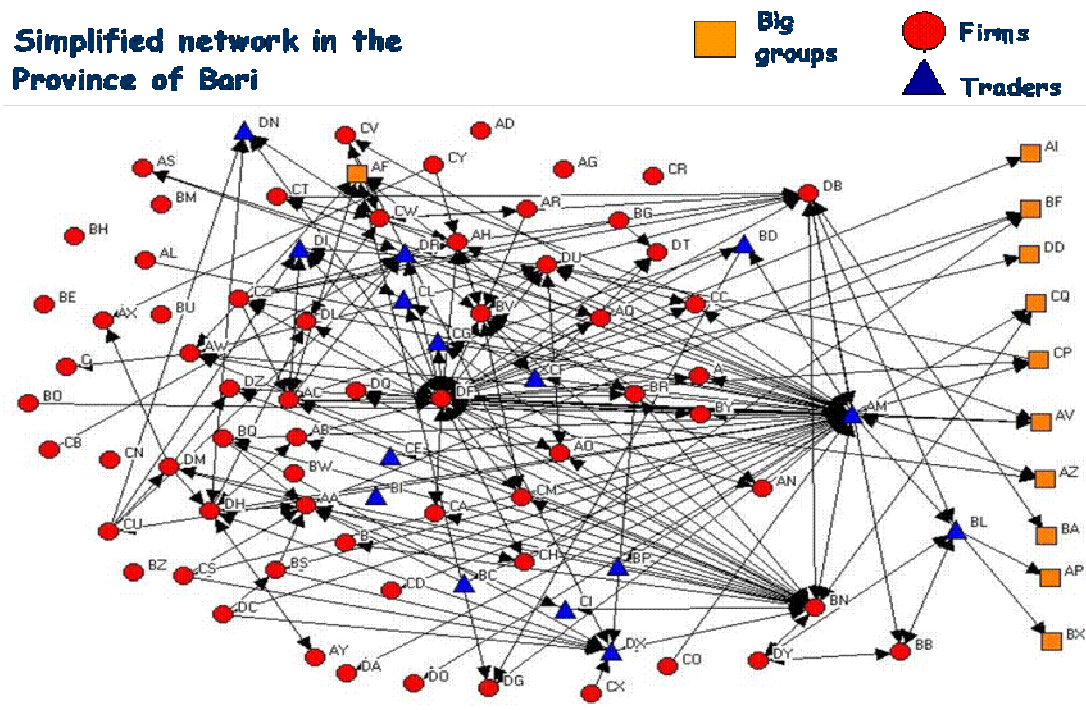 Simplified network in the
Province of Bari
Big
groups
Firms
Traders
DN
CV
AD
AS
AF
CY
AG
CR
AI
CT
DB
BM
CW
AR
BG
BF
BH
AH
DT
BD
DD
AL
DI
DR
DU
BE
CL
CC
CQ
AX
BU
DL
BV
AQ
AW
CG
CP
BO
DZ
AC
DQ
DF
CF
BR
BY
AM
AV
CB
BQ
AB
AO
CN
DM
BW
CE
AZ
DH
AA
BI
CM
AN
CU
CA
BL
BA
BZ
CS
BS
CH
BP
AP
DC
CD
BC
CI
BN
AY
DX
DY
BB
BX
DA
DO
DG
CX
CO